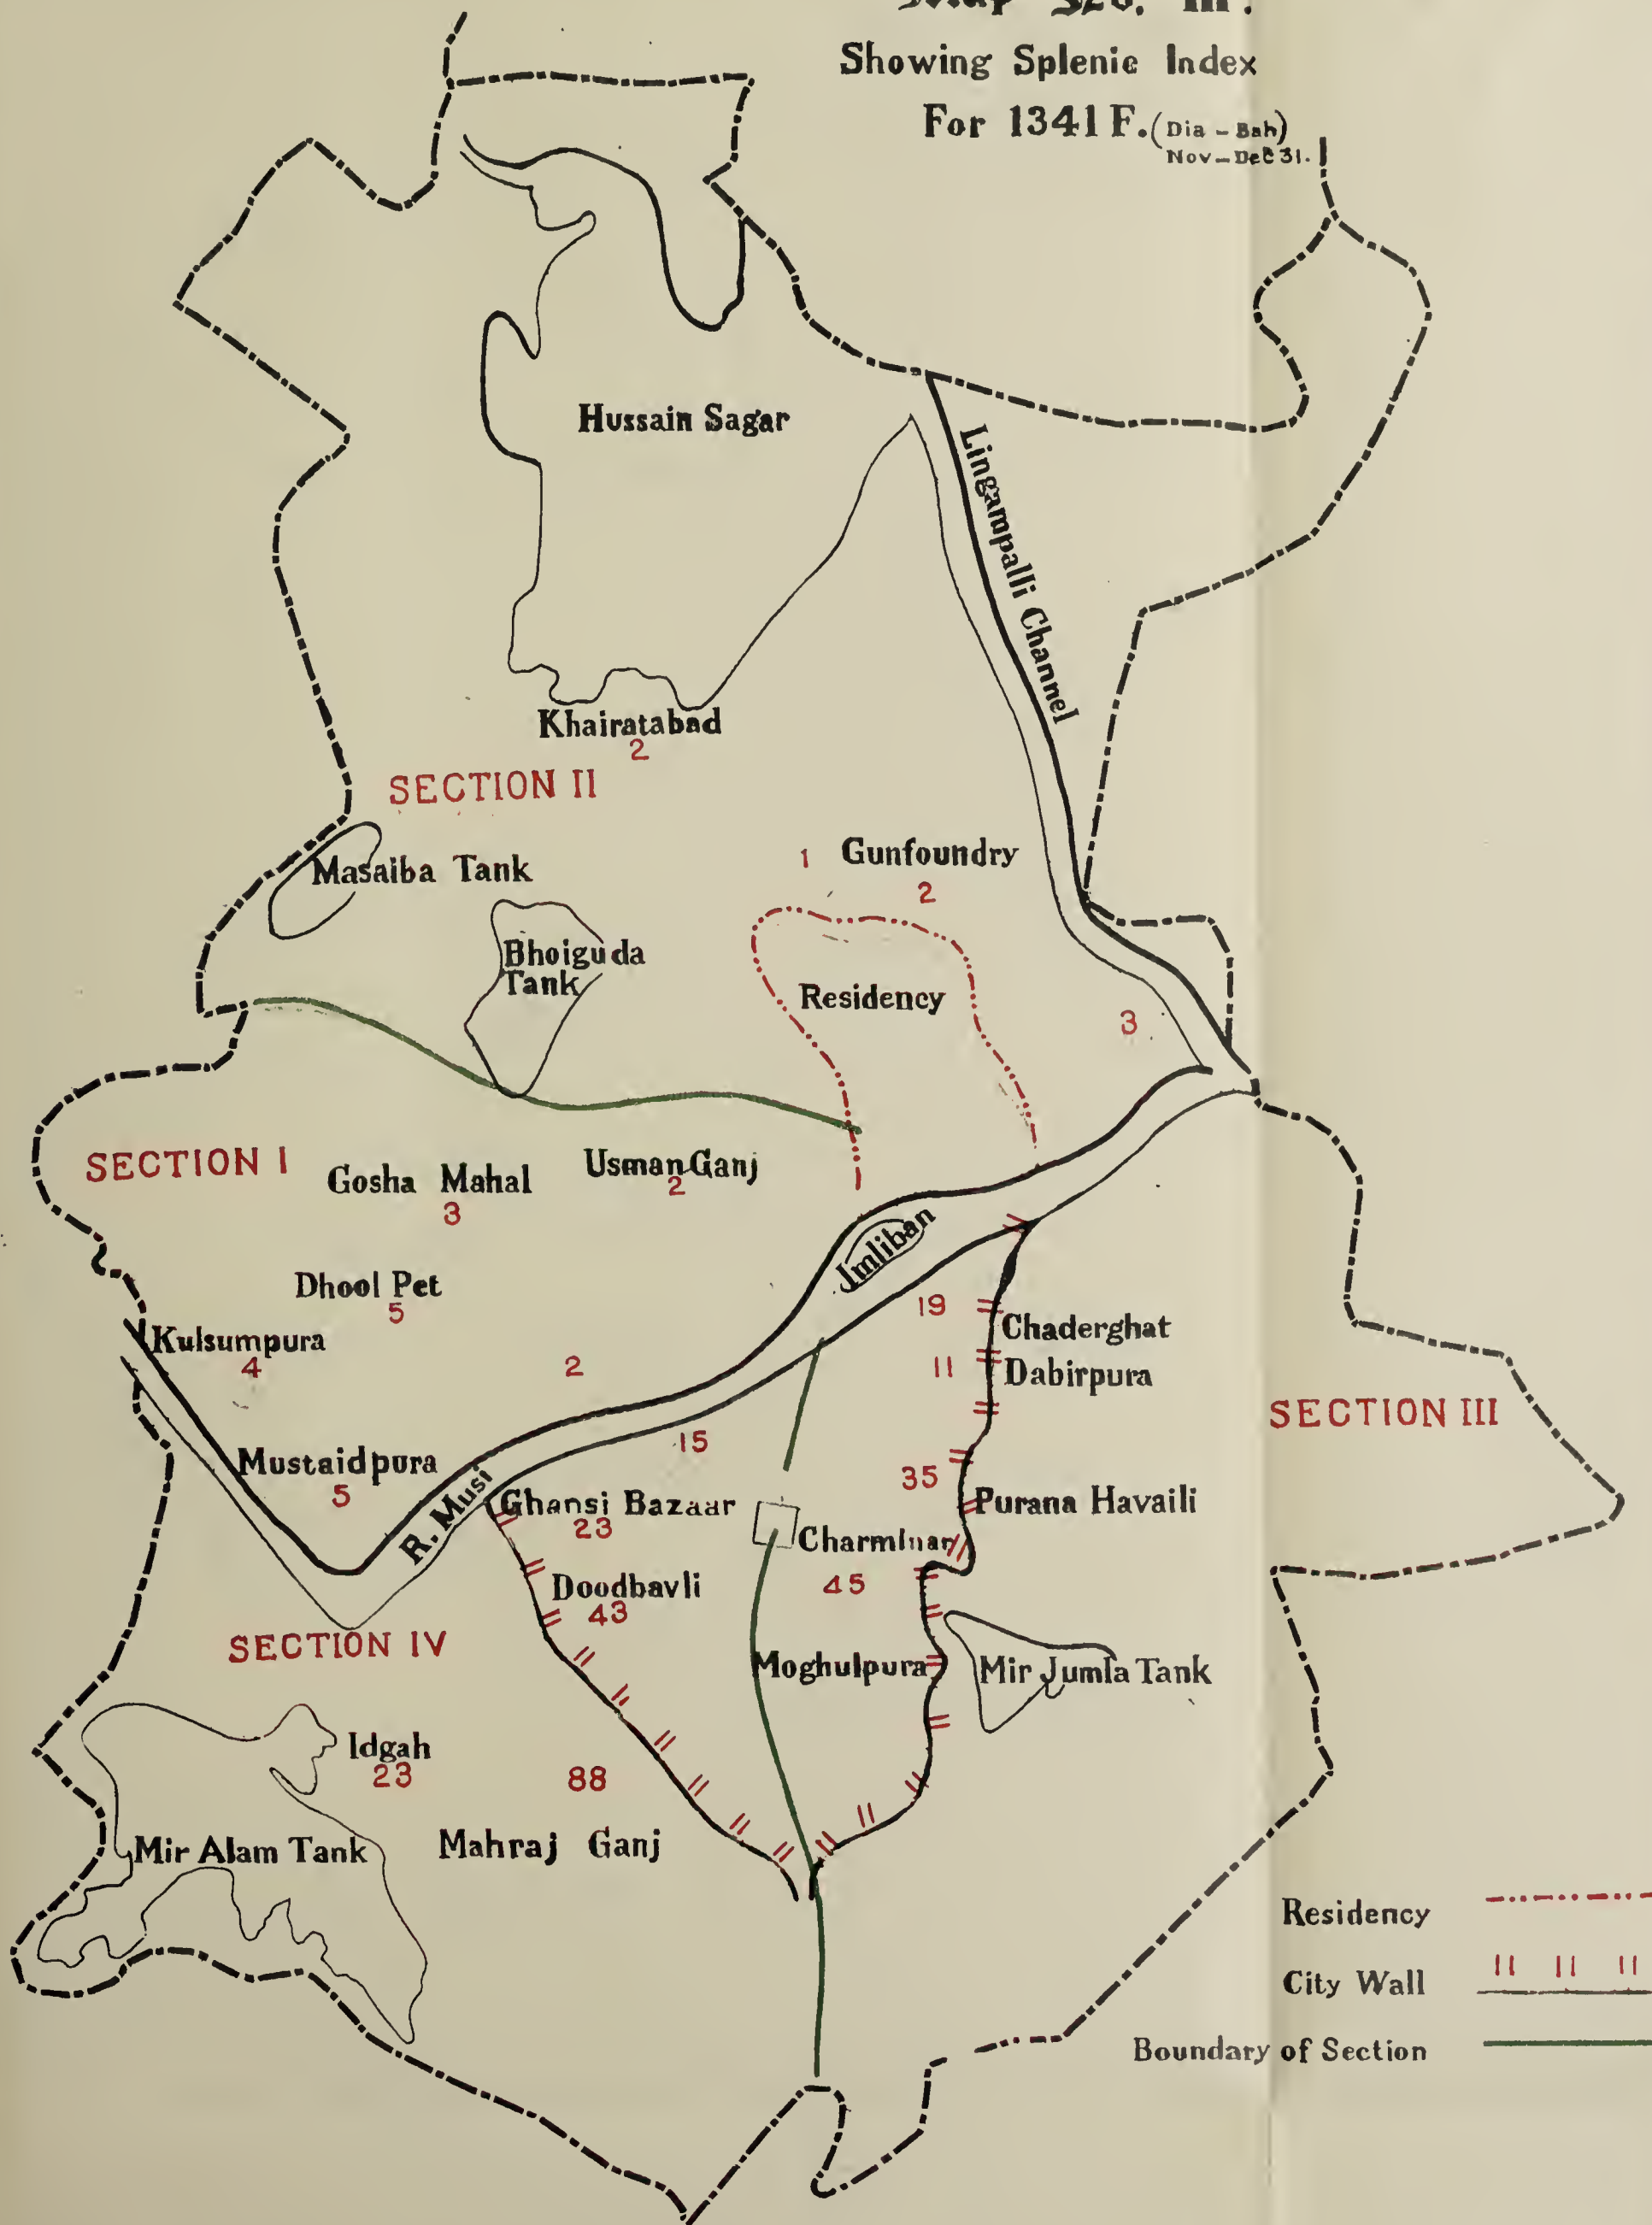 Map No. III.
Showing Splenic Index
For 1341 F. (Dia - Bah)
Nov - Dec 31.
Hussain Sagar
Lingampalli Channel
Khairatabad
2
SECTION II
Masaiba Tank
1 Gunfoundry
2
Bhoiguda
Tank
Residency
3
SECTION I
Gosha Mahal
3
Usman Ganj
2
Imliban
Dhool Pet
5
19
Chaderghat
Kulsumpura
4
2
11
Dabirpura
SECTION III
15
Mustaidpura
5
R. Musi
35
Purana Havaili
Ghansi Bazaar
23
Charminar
45
Doodbavli
43
SECTION IV
Moghulpura
Mir Jumla Tank
Idgah
23
88
Mir Alam Tank
Mahraj Ganj
Residency
City Wall
Boundary of Section